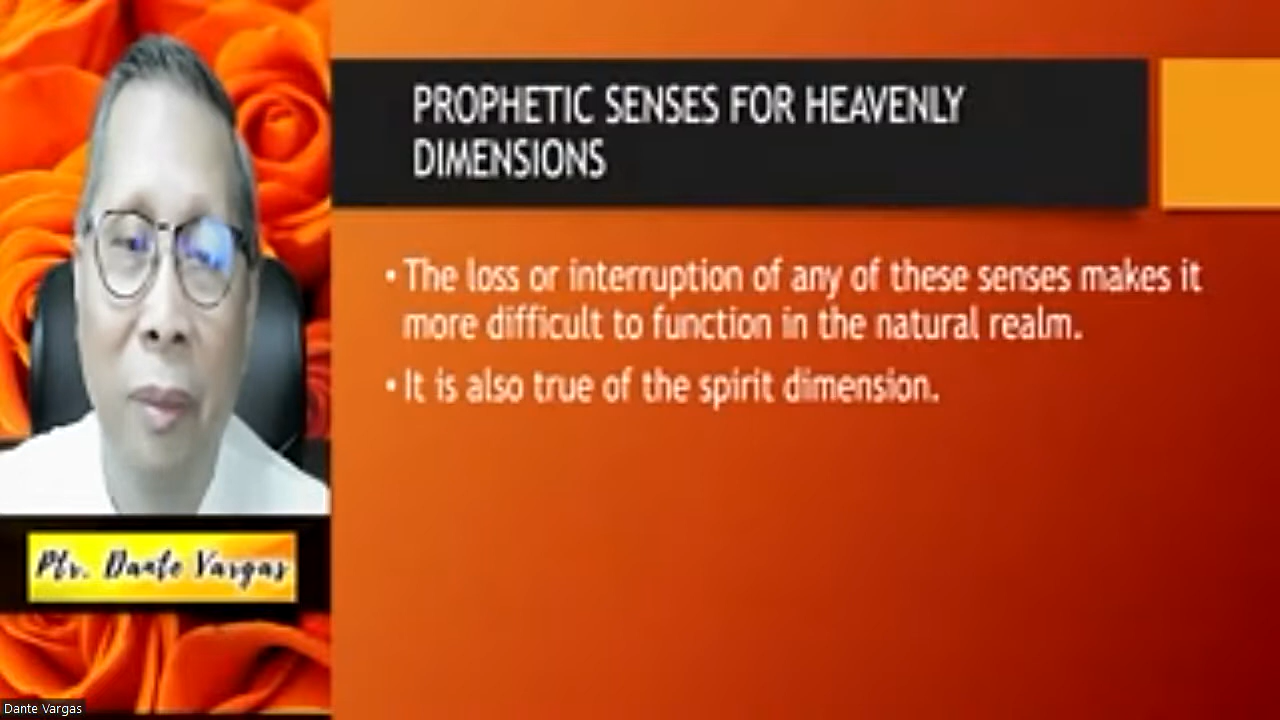 PROPHETIC SENSES FOR HEAVENLY
DIMENSIONS
• The loss or interruption of any of these senses makes it
more difficult to function in the natural realm.
• It is also true of the spirit dimension.
Ptr. Dante Vargas
Dante Vargas